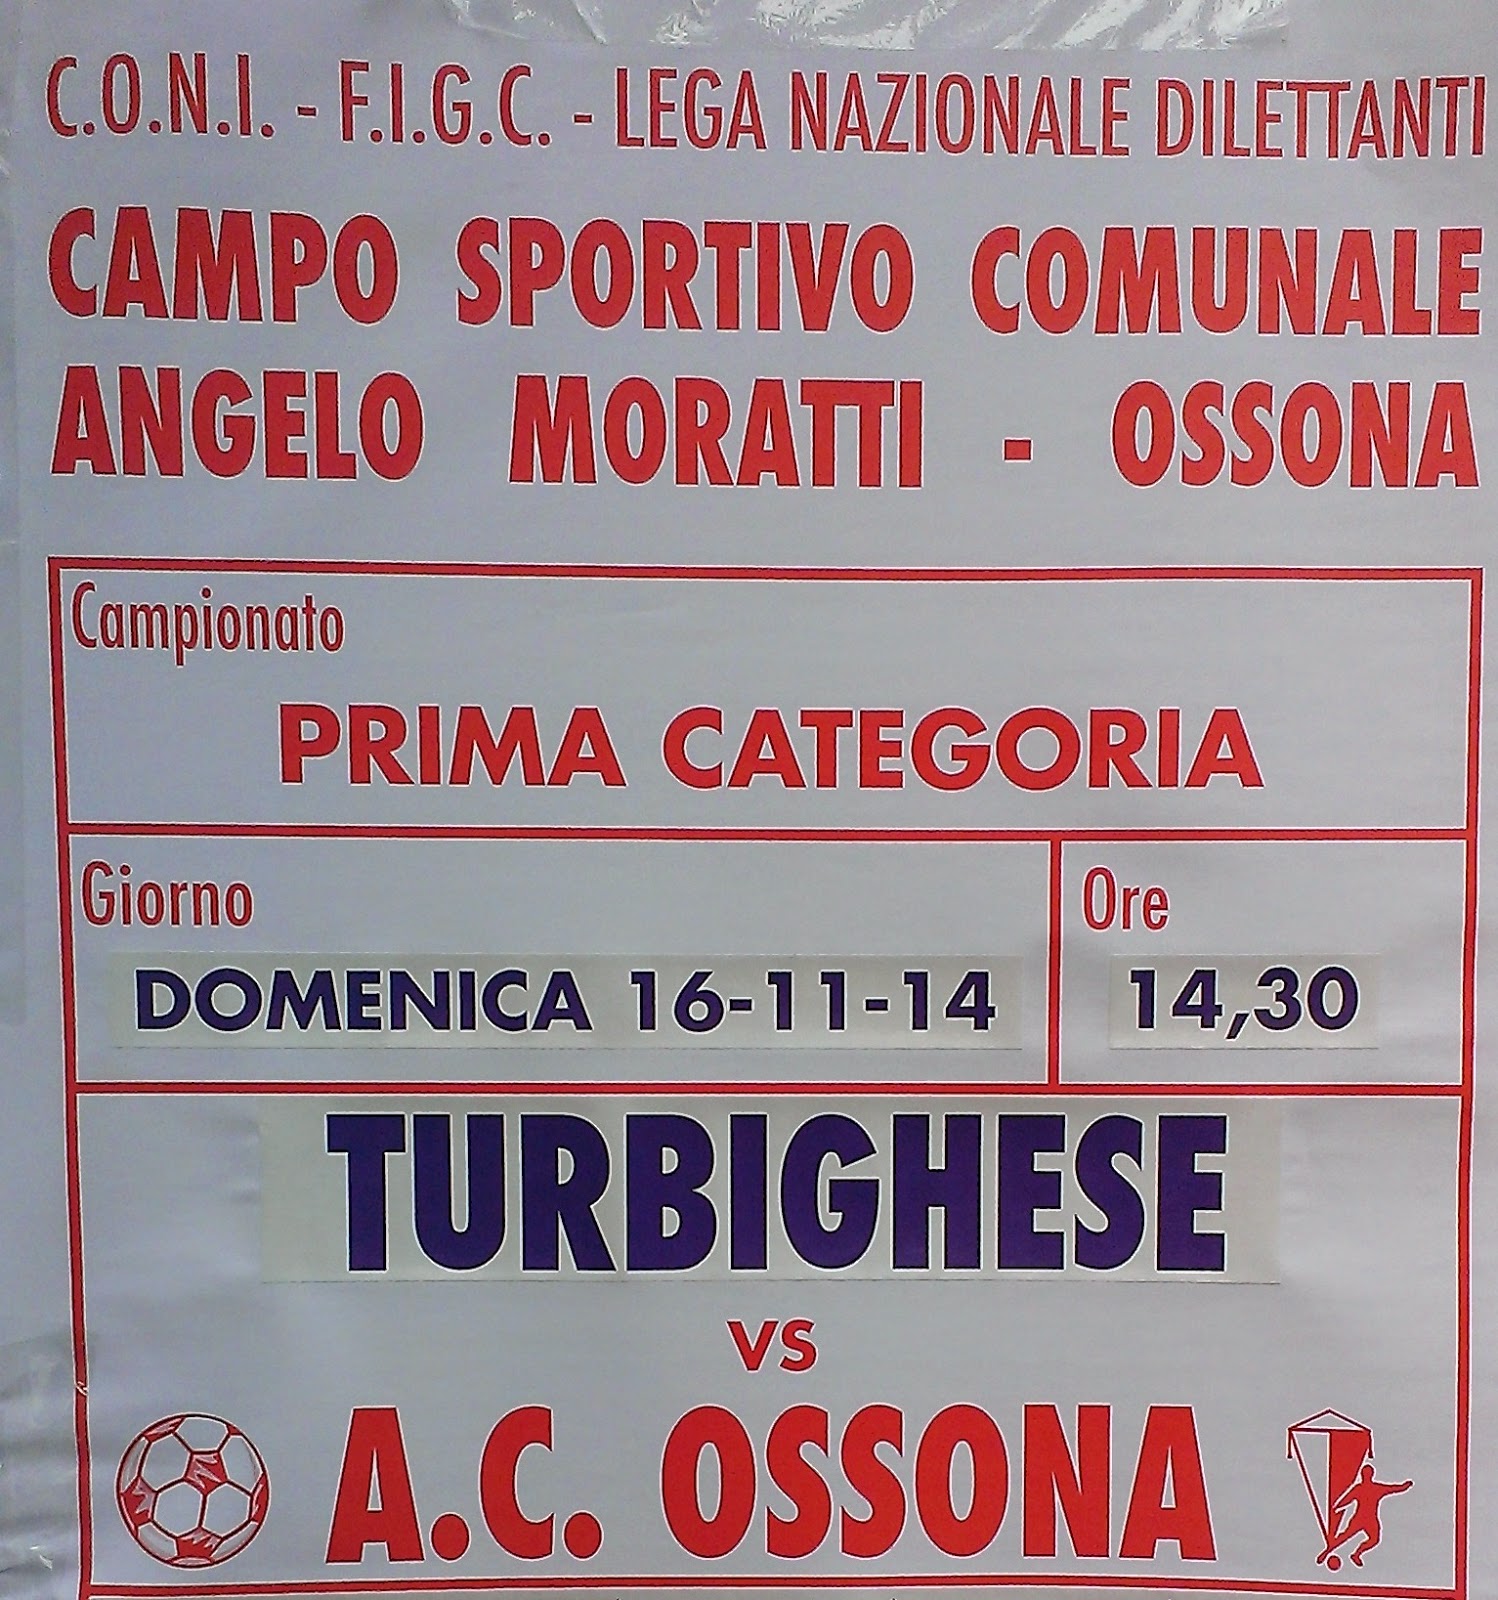 C.O.N.I. - F.I.G.C. - LEGA NAZIONALE DILETTANTI
CAMPO SPORTIVO COMUNALE
ANGELO MORATTI - OSSONA
Campionato
PRIMA CATEGORIA
Giorno
DOMENICA 16-11-14
Ore
14,30
TURBIGHESE
VS
A.C. OSSONA